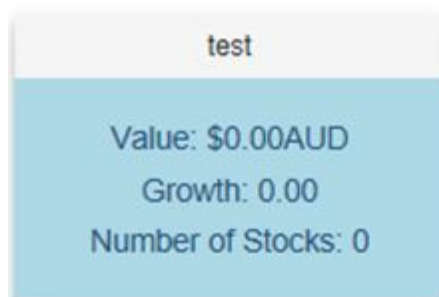 test
Value: $0.00AUD
Growth: 0.00
Number of Stocks: 0